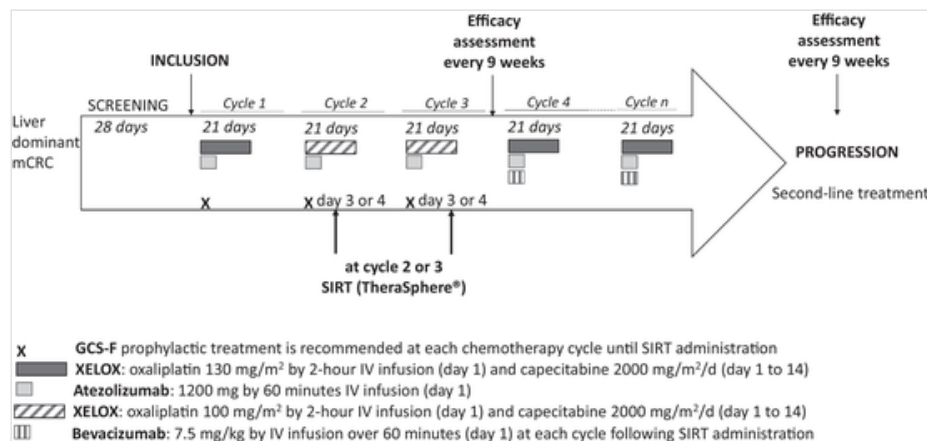 Efficacy
assessment
every 9 weeks
Efficacy
assessment
every 9 weeks
INCLUSION
SCREENING
Cycle 1
Cycle 2
Cycle 3
Cycle 4
Cycle n
Liver
dominant
mCRC
28 days
21 days
21 days
21 days
21 days
21 days
PROGRESSION
Second-line treatment
X
X day 3 or 4
X day 3 or 4
at cycle 2 or 3
SIRT (TheraSphere®)
X GCS-F prophylactic treatment is recommended at each chemotherapy cycle until SIRT administration
XELOX: oxaliplatin 130 mg/m² by 2-hour IV infusion (day 1) and capecitabine 2000 mg/m²/d (day 1 to 14)
Atezolizumab: 1200 mg by 60 minutes IV infusion (day 1)
XELOX: oxaliplatin 100 mg/m² by 2-hour IV infusion (day 1) and capecitabine 2000 mg/m²/d (day 1 to 14)
Bevacizumab: 7.5 mg/kg by IV infusion over 60 minutes (day 1) at each cycle following SIRT administration